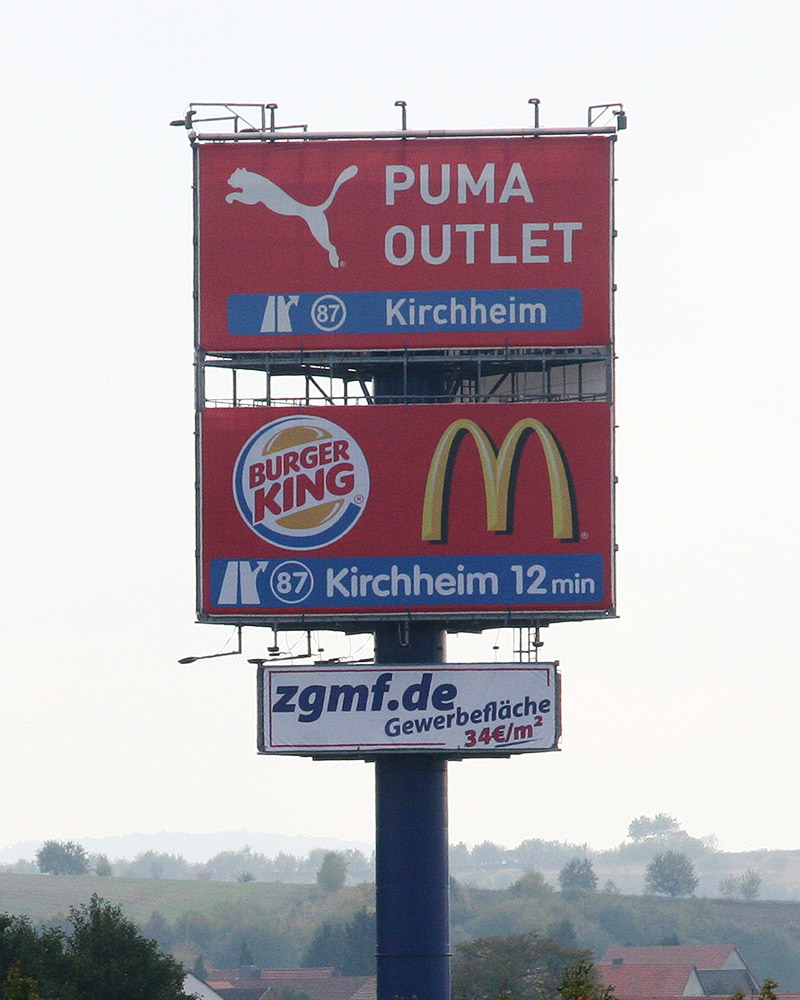 PUMA
OUTLET
87 Kirchheim
BURGER
KING®
87 Kirchheim 12 min
zgmf.de
Gewerbefläche
34€/m²